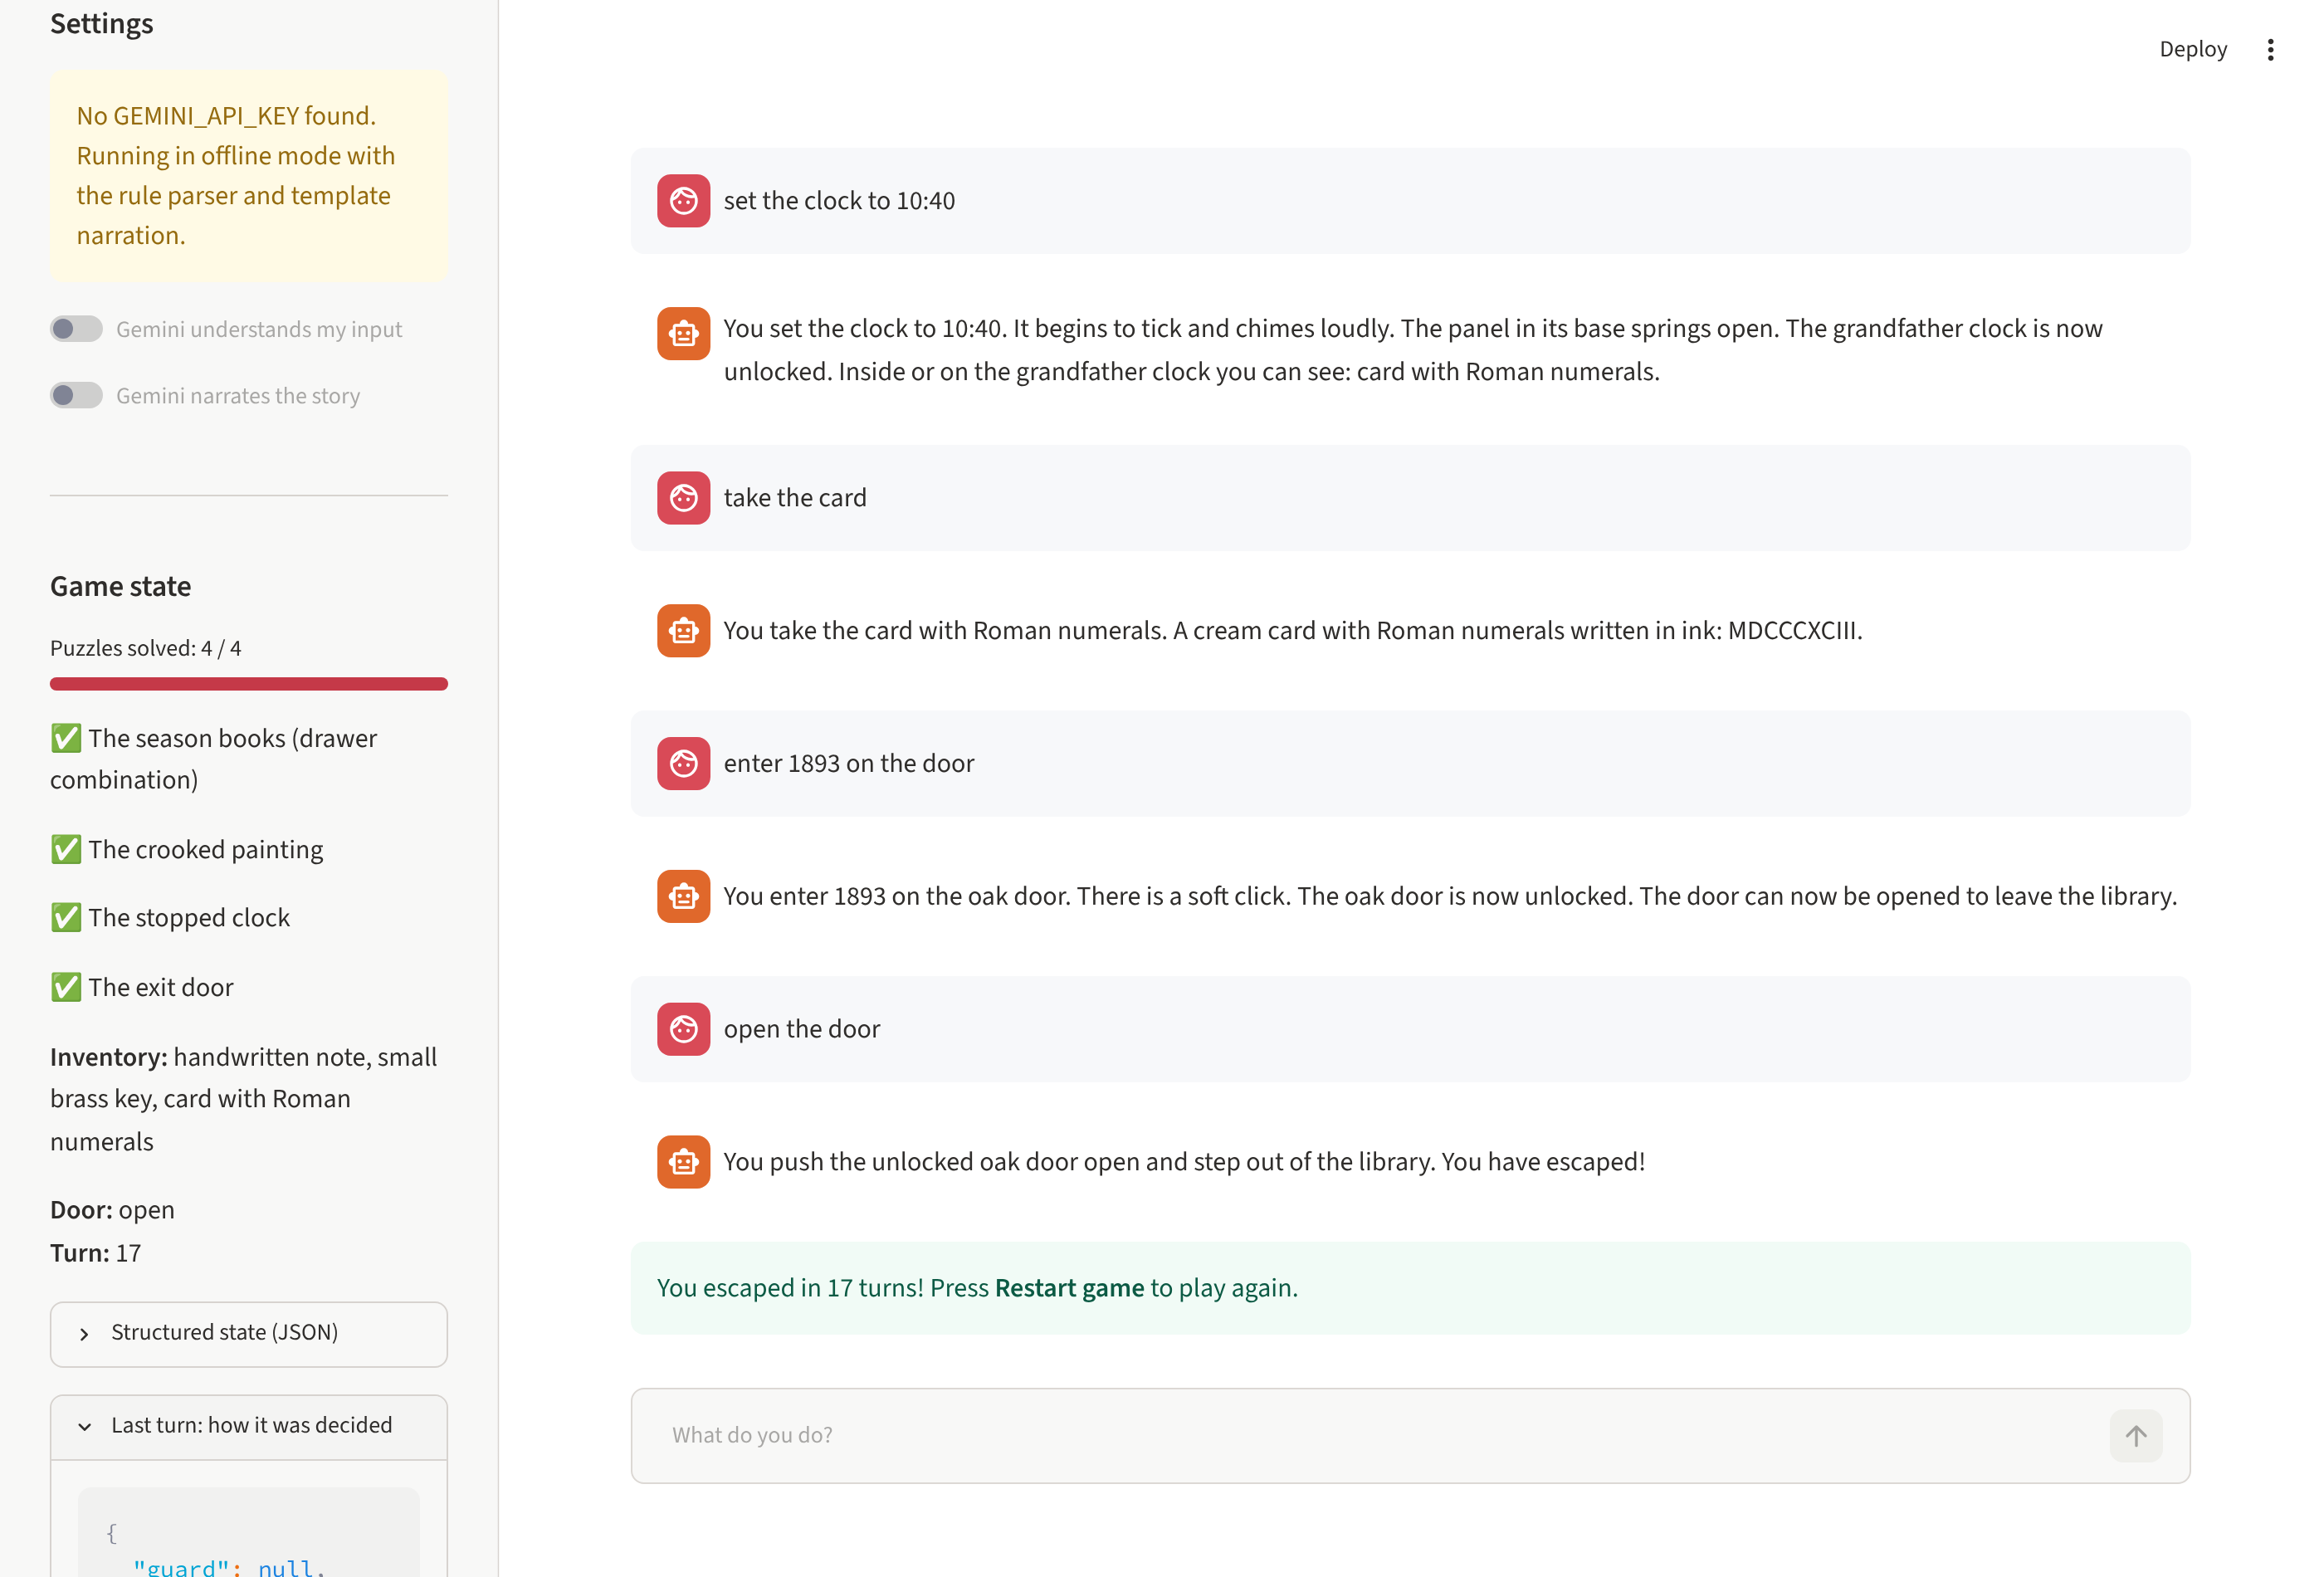 Settings
No GEMINI_API_KEY found.
Running in offline mode with
the rule parser and template
narration.
Gemini understands my input
Gemini narrates the story
Game state
Puzzles solved: 4 / 4
✅ The season books (drawer
combination)
✅ The crooked painting
✅ The stopped clock
✅ The exit door
Inventory: handwritten note, small
brass key, card with Roman
numerals
Door: open
Turn: 17
Structured state (JSON)
Last turn: how it was decided
{
"guard": null,
Deploy
set the clock to 10:40
You set the clock to 10:40. It begins to tick and chimes loudly. The panel in its base springs open. The grandfather clock is now
unlocked. Inside or on the grandfather clock you can see: card with Roman numerals.
take the card
You take the card with Roman numerals. A cream card with Roman numerals written in ink: MDCCCXCIII.
enter 1893 on the door
You enter 1893 on the oak door. There is a soft click. The oak door is now unlocked. The door can now be opened to leave the library.
open the door
You push the unlocked oak door open and step out of the library. You have escaped!
You escaped in 17 turns! Press Restart game to play again.
What do you do?